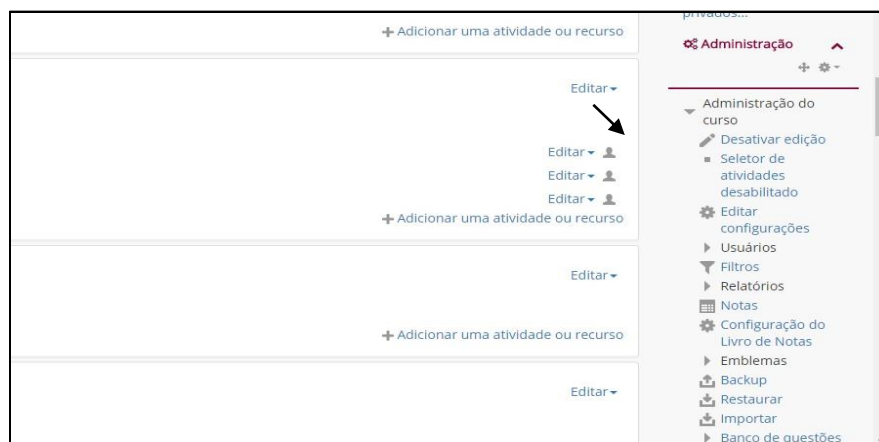 + Adicionar uma atividade ou recurso
Editar
Editar
Editar
Editar
+ Adicionar uma atividade ou recurso
Editar
+ Adicionar uma atividade ou recurso
Editar
privados...
Administração
Administração do
curso
Desativar edição
Seletor de
atividades
desabilitado
Editar
configurações
Usuários
Filtros
Relatórios
Notas
Configuração do
Livro de Notas
Emblemas
Backup
Restaurar
Importar
Banco de questões